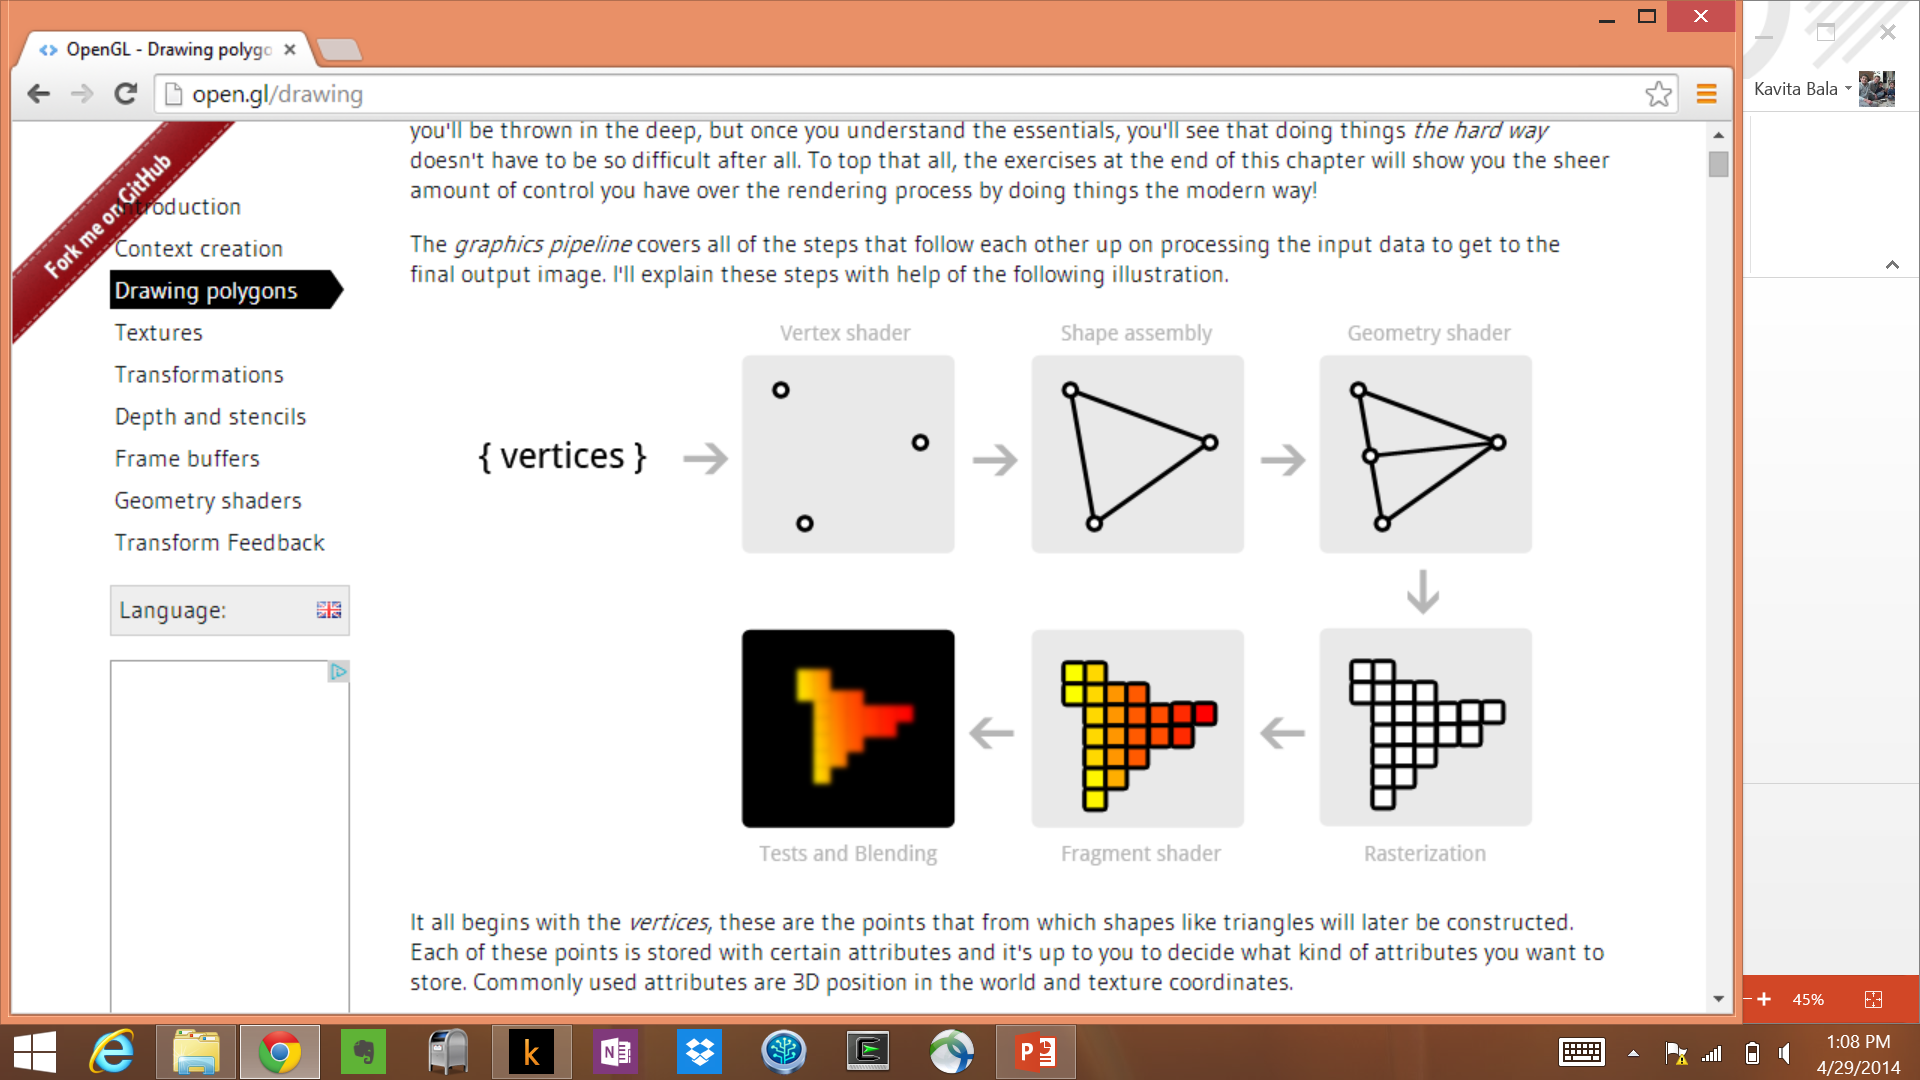 OpenGL - Drawing polygo
open.gl/drawing
Kavita Bala
Fork me on GitHub
Introduction
Context creation
Drawing polygons
Textures
Transformations
Depth and stencils
Frame buffers
Geometry shaders
Transform Feedback
Language:
you'll be thrown in the deep, but once you understand the essentials, you'll see that doing things the hard way
doesn't have to be so difficult after all. To top that all, the exercises at the end of this chapter will show you the sheer
amount of control you have over the rendering process by doing things the modern way!
The graphics pipeline covers all of the steps that follow each other up on processing the input data to get to the
final output image. I'll explain these steps with help of the following illustration.
Vertex shader
Shape assembly
Geometry shader
{ vertices }
Tests and Blending
Fragment shader
Rasterization
It all begins with the vertices, these are the points that from which shapes like triangles will later be constructed.
Each of these points is stored with certain attributes and it's up to you to decide what kind of attributes you want to
store. Commonly used attributes are 3D position in the world and texture coordinates.
45%
k
N
P
1:08 PM
4/29/2014